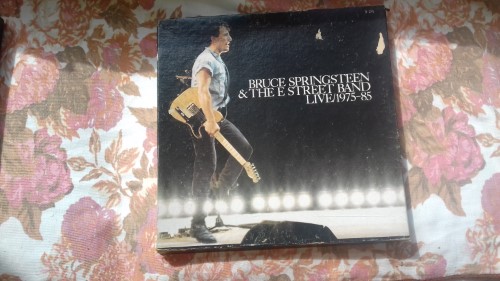 BRUCE SPRINGSTEEN
& THE E STREET BAND
LIVE/1975–85